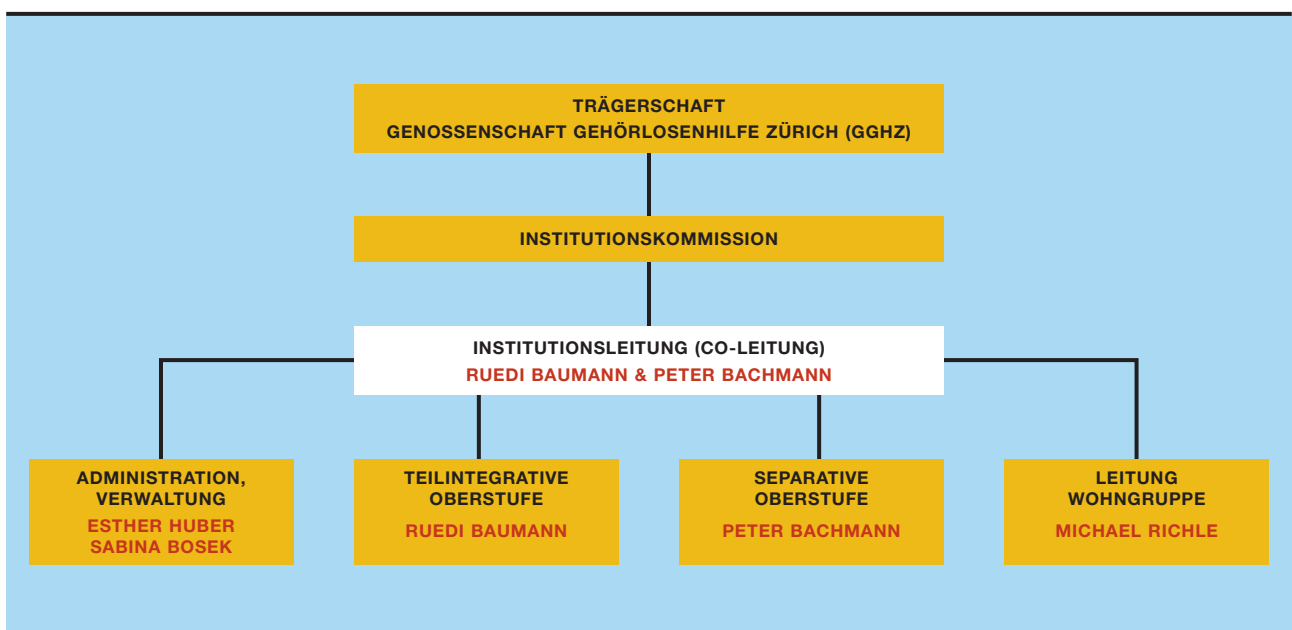 TRÄGERSCHAFT
GENOSSENSCHAFT GEHÖRLOSENHILFE ZÜRICH (GGHZ)
INSTITUTIONSKOMMISSION
INSTITUTIONSLEITUNG (CO-LEITUNG)
RUEDI BAUMANN & PETER BACHMANN
ADMINISTRATION,
VERWALTUNG
ESTHER HUBER
SABINA BOSEK
TEILINTEGRATIVE
OBERSTUFE
RUEDI BAUMANN
SEPARATIVE
OBERSTUFE
PETER BACHMANN
LEITUNG
WOHNGRUPPE
MICHAEL RICHLE